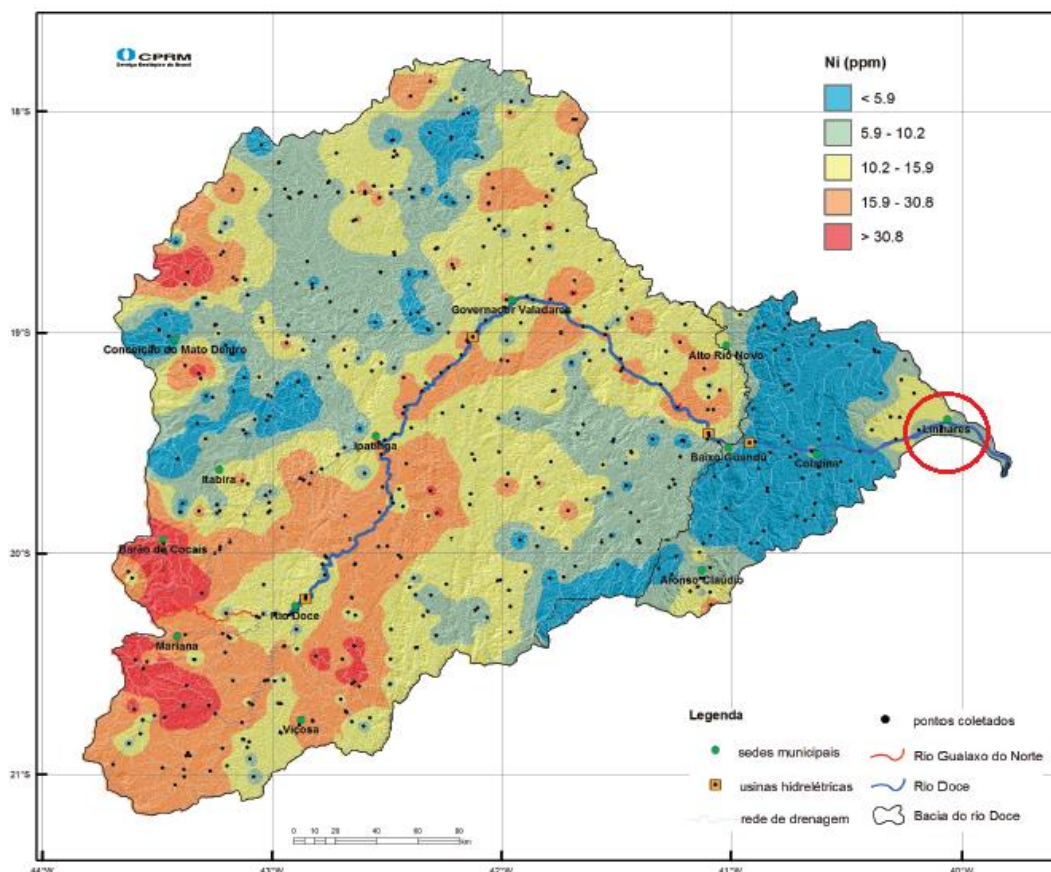 CPRM
Serviço Geológico do Brasil
Ni (ppm)
< 5.9
5.9 - 10.2
10.2 - 15.9
15.9 - 30.8
> 30.8
18°S
19°S
20°S
21°S
Governador Valadares
Conceição do Mato Dentro
Alto Rio Novo
Linhares
Ipatinga
Baixo Guandú
Colatina
Itabira
Barão de Cocais
Afonso Claúdio
Rio Doce
Mariana
Viçosa
Legenda
sedes municipais
usinas hidrelétricas
rede de drenagem
pontos coletados
Rio Gualaxo do Norte
Rio Doce
Bacia do rio Doce
0 5 10 20 40 60 80
km
44°W
43°W
42°W
41°W
40°W